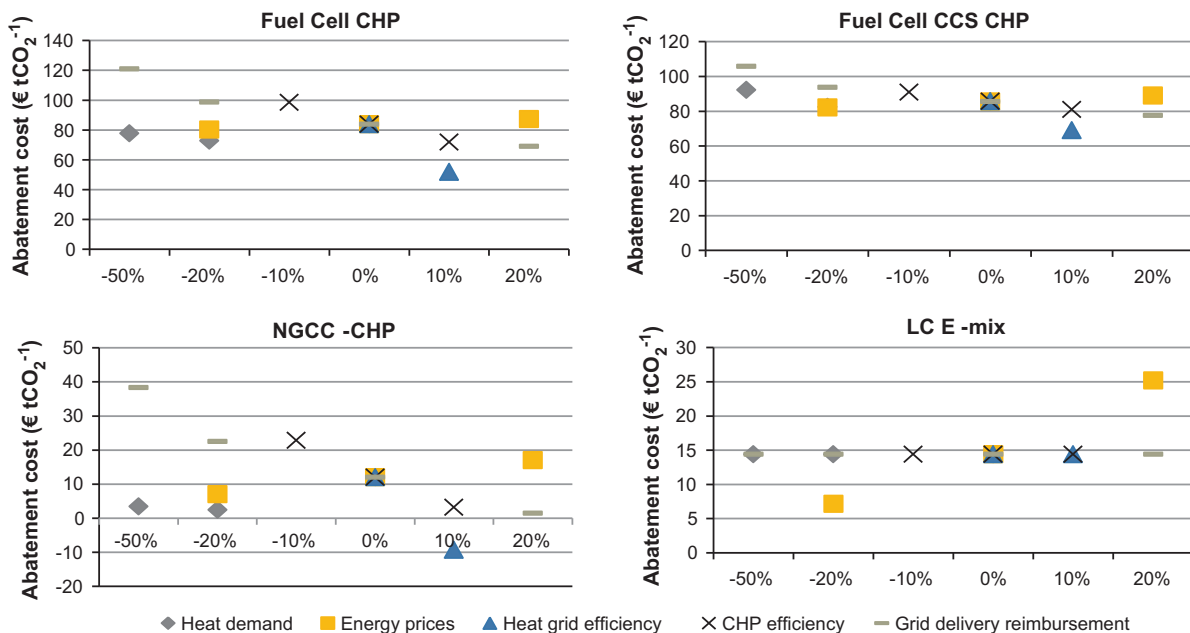 Fuel Cell CHP
Abatement cost (€ tCO₂⁻¹)
140
120
100
80
60
40
20
0
-50% -20% -10% 0% 10% 20%
Fuel Cell CCS CHP
Abatement cost (€ tCO₂⁻¹)
120
100
80
60
40
20
0
-50% -20% -10% 0% 10% 20%
NGCC -CHP
Abatement cost (€ tCO₂⁻¹)
50
40
30
20
10
0
-10
-20
-50% -20% -10% 0% 10% 20%
LC E -mix
Abatement cost (€ tCO₂⁻¹)
30
25
20
15
10
5
0
-50% -20% -10% 0% 10% 20%
Heat demand Energy prices Heat grid efficiency CHP efficiency Grid delivery reimbursement